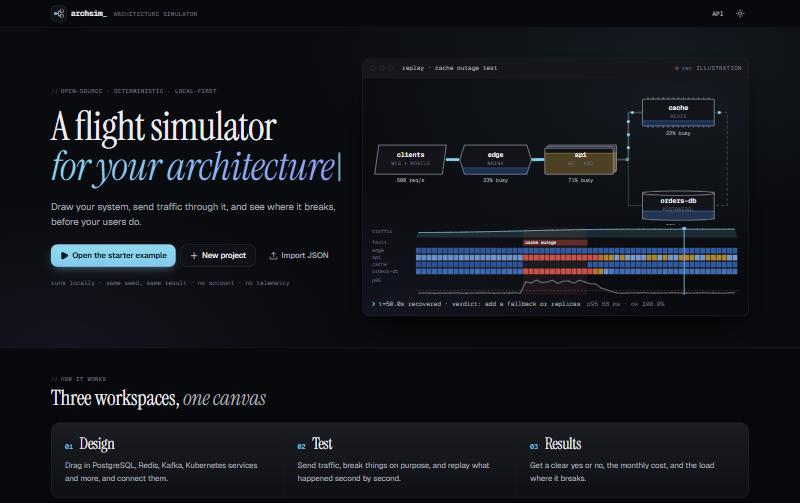 archsim_ ARCHITECTURE SIMULATOR
API
// OPEN-SOURCE · DETERMINISTIC · LOCAL-FIRST
A flight simulator
for your architecture
Draw your system, send traffic through it, and see where it breaks,
before your users do.
Open the starter example
New project
Import JSON
runs locally · same seed, same result · no account · no telemetry
replay · cache outage test
rec ILLUSTRATION
cache
REDIS
22% busy
clients
WEB + MOBILE
500 req/s
edge
NGINX
23% busy
api
71% busy
orders-db
POSTGRESQL
traffic
fault
cache outage
edge
api
cache
orders-db
p95
t=50.0s recovered · verdict: add a fallback or replicas p95 66 ms · ok 100.0%
// HOW IT WORKS
Three workspaces, one canvas
01 Design
Drag in PostgreSQL, Redis, Kafka, Kubernetes services
and more, and connect them.
02 Test
Send traffic, break things on purpose, and replay what
happened second by second.
03 Results
Get a clear yes or no, the monthly cost, and the load
where it breaks.